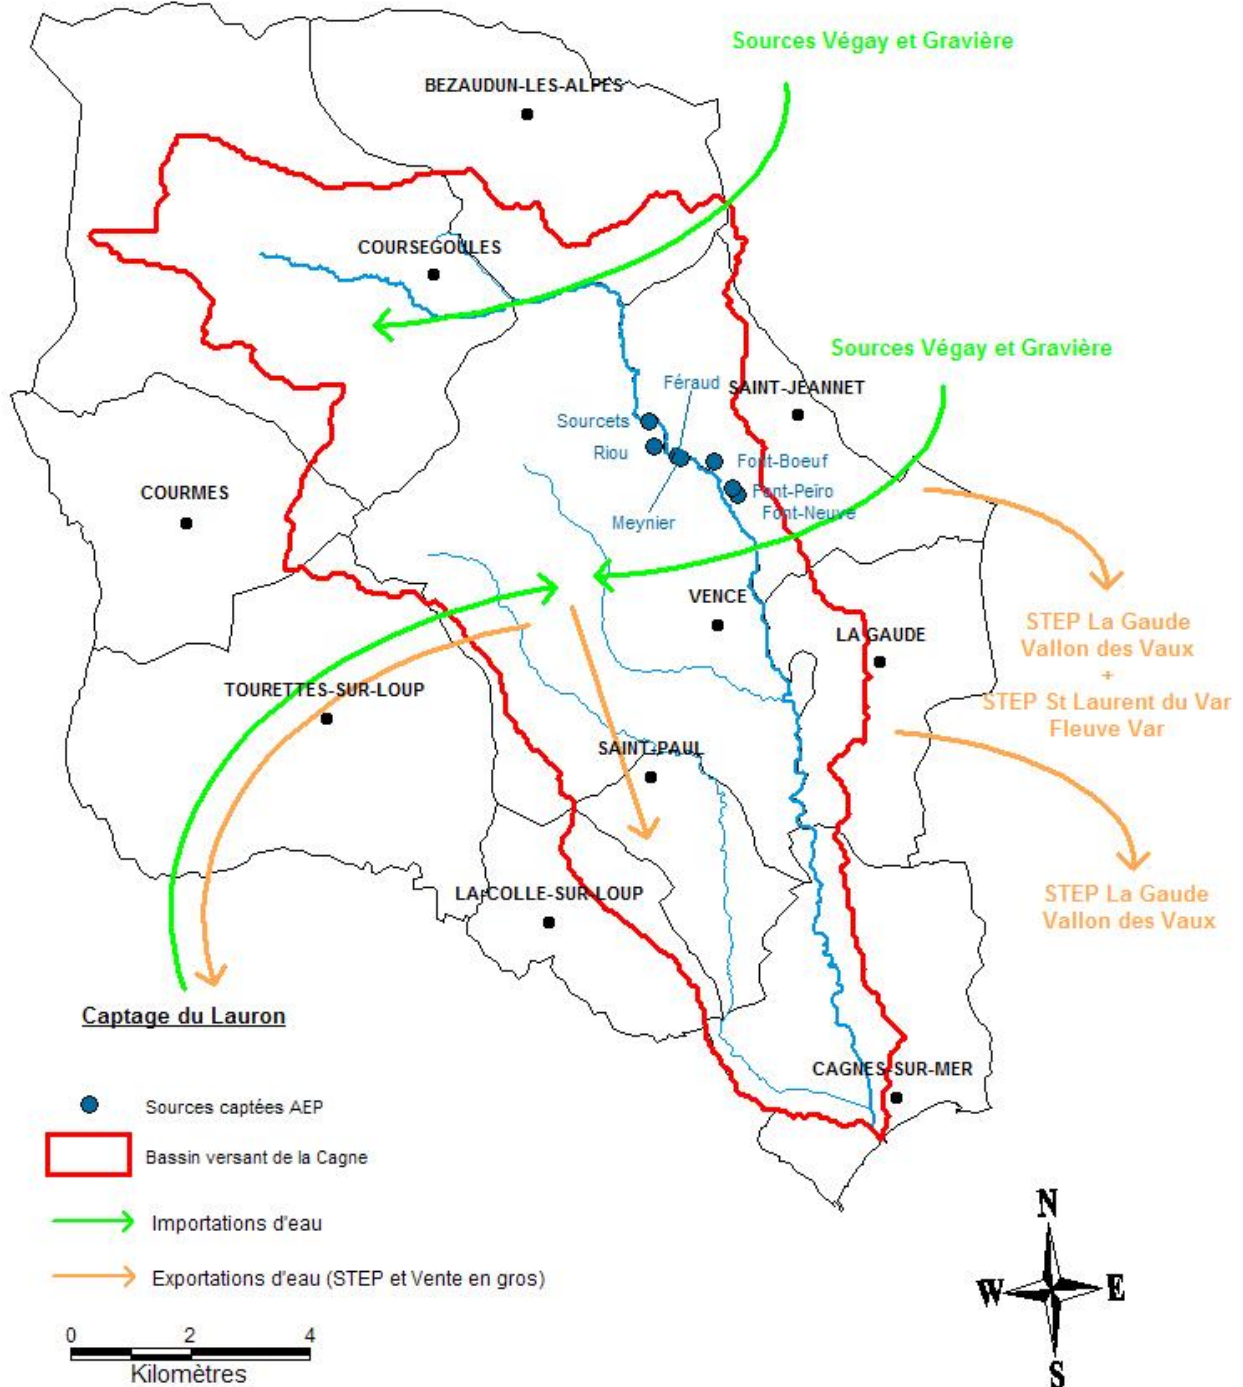 Sources Végay et Gravière
BEZAUDUN-LES-ALPES
COURSEGOULES
Sources Végay et Gravière
Féraud
SAINT-JEANNET
Sourcets
Riou
Font-Boeuf
COURMES
Font-Peïro
Meynier
Font-Neuve
VENCE
LA GAUDE
STEP La Gaude
Vallon des Vaux
+
STEP St Laurent du Var
Fleuve Var
TOURETTES-SUR-LOUP
SAINT-PAUL
LA-COLLE-SUR-LOUP
STEP La Gaude
Vallon des Vaux
Captage du Lauron
CAGNES-SUR-MER
Sources captées AEP
Bassin versant de la Cagne
Importations d'eau
Exportations d'eau (STEP et Vente en gros)
0 2 4
Kilomètres
N
W E
S